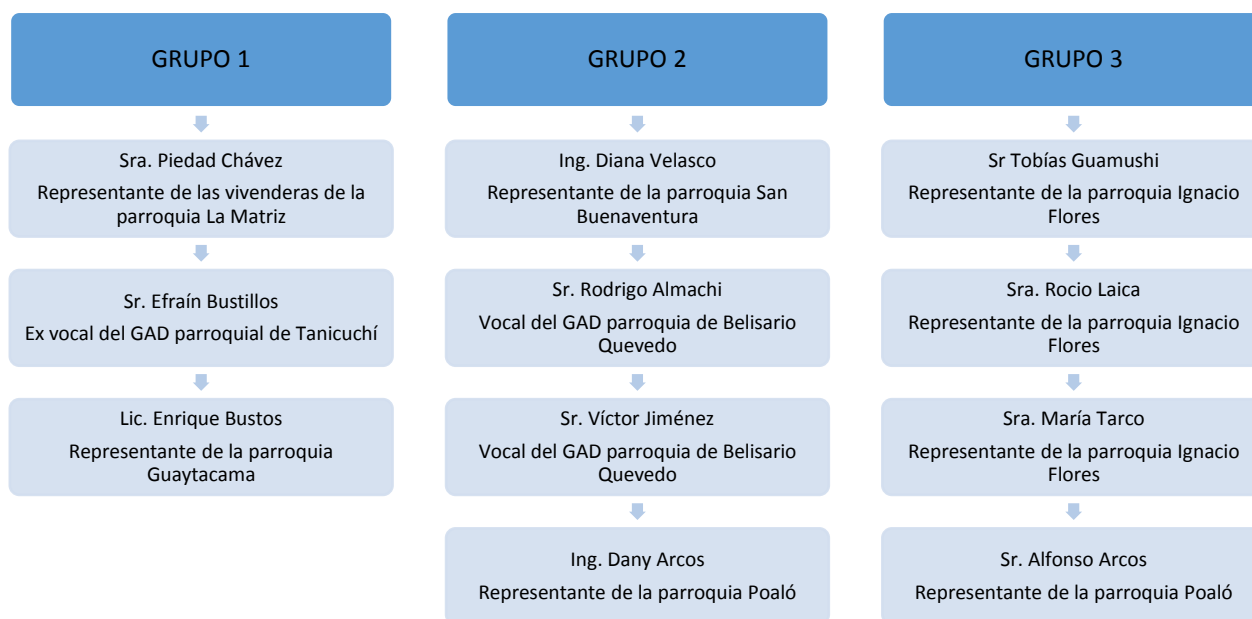 GRUPO 1
Sra. Piedad Chávez
Representante de las vivenderas de la
parroquia La Matriz
Sr. Efraín Bustillos
Ex vocal del GAD parroquial de Tanicuchí
Lic. Enrique Bustos
Representante de la parroquia
Guaytacama
GRUPO 2
Ing. Diana Velasco
Representante de la parroquia San
Buenaventura
Sr. Rodrigo Almachi
Vocal del GAD parroquia de Belisario
Quevedo
Sr. Víctor Jiménez
Vocal del GAD parroquia de Belisario
Quevedo
Ing. Dany Arcos
Representante de la parroquia Poaló
GRUPO 3
Sr Tobías Guamushi
Representante de la parroquia Ignacio
Flores
Sra. Rocio Laica
Representante de la parroquia Ignacio
Flores
Sra. María Tarco
Representante de la parroquia Ignacio
Flores
Sr. Alfonso Arcos
Representante de la parroquia Poaló